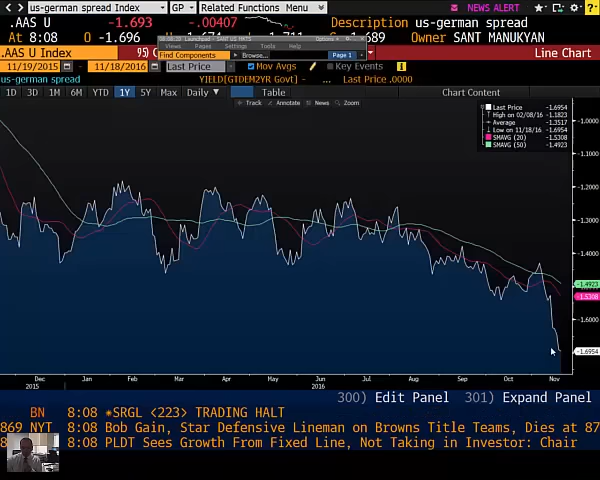 us-german spread Index GP Related Functions Menu NEWS ALERT
.AAS U -1.693 -.00407 Description us-german spread
At 8:08 O -1.696 Owner SANT MANUKYAN
.AAS U Index Line Chart
Views Pages Settings Tools Help
Find Components Browse... Page 1
11/19/2015 11/18/2016 Last Price Mov Avgs Key Events
us-german spread YIELD(GTDEM2YR Govt) - ... Last Price .0000
1D 3D 1M 6M YTD 1Y 5Y Max Daily Table Chart Content
Track Annotate News Zoom
Last Price -1.6954
High on 02/08/16 -1.1823
Average -1.3517
Low on 11/18/16 -1.6954
SMAVG (20) -1.5308
SMAVG (50) -1.4923
-1.0000
-1.1000
-1.2000
-1.3000
-1.4000
-1.4923
-1.5308
-1.6000
-1.6954
Dec Jan Feb Mar Apr May Jun Jul Aug Sep Oct Nov
2015 2016
300) Edit Panel 301) Expand Panel
BN 8:08 *SRGL <223> TRADING HALT
869 NYT 8:08 Bob Gain, Star Defensive Lineman on Browns Title Teams, Dies at 87
8:08 PLDT Sees Growth From Fixed Line, Not Taking in Investor: Chair